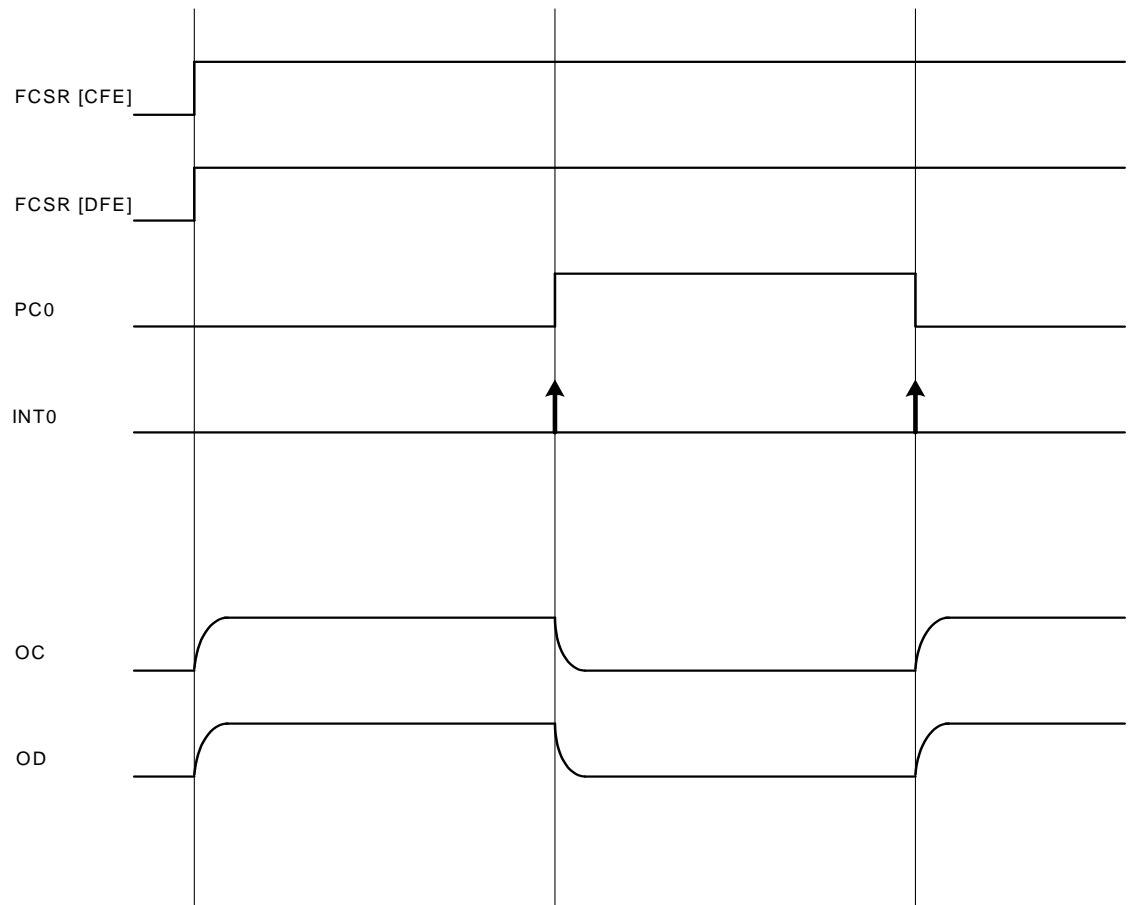 FCSR [CFE]
FCSR [DFE]
PC0
INT0
OC
OD